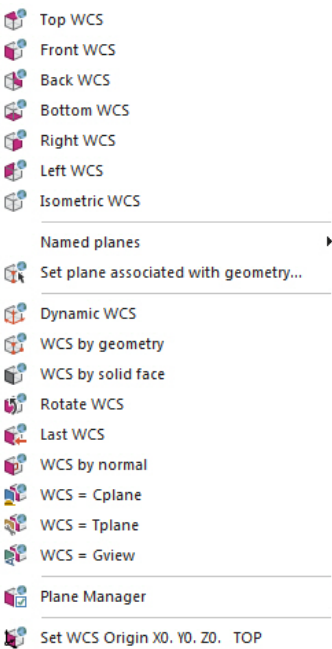 Top WCS
Front WCS
Back WCS
Bottom WCS
Right WCS
Left WCS
Isometric WCS
Named planes
Set plane associated with geometry...
Dynamic WCS
WCS by geometry
WCS by solid face
Rotate WCS
Last WCS
WCS by normal
WCS = Cplane
WCS = Tplane
WCS = Gview
Plane Manager
Set WCS Origin X0. Y0. Z0. TOP